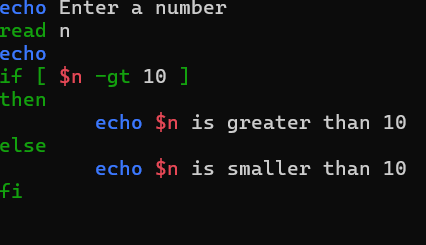 echo Enter a number
read n
echo
if [ $n -gt 10 ]
then
        echo $n is greater than 10
else
        echo $n is smaller than 10
fi